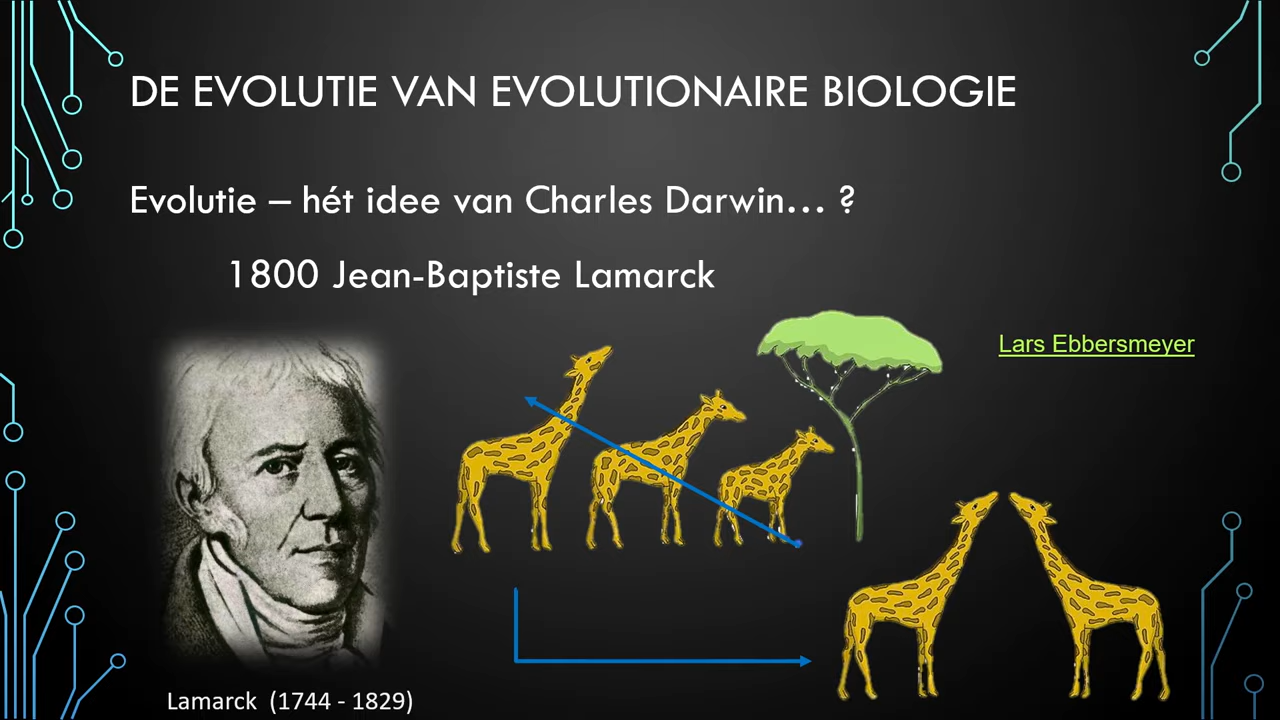 DE EVOLUTIE VAN EVOLUTIONAIRE BIOLOGIE
Evolutie – hét idee van Charles Darwin… ?
1800 Jean-Baptiste Lamarck
Lars Ebbersmeyer
Lamarck (1744 - 1829)